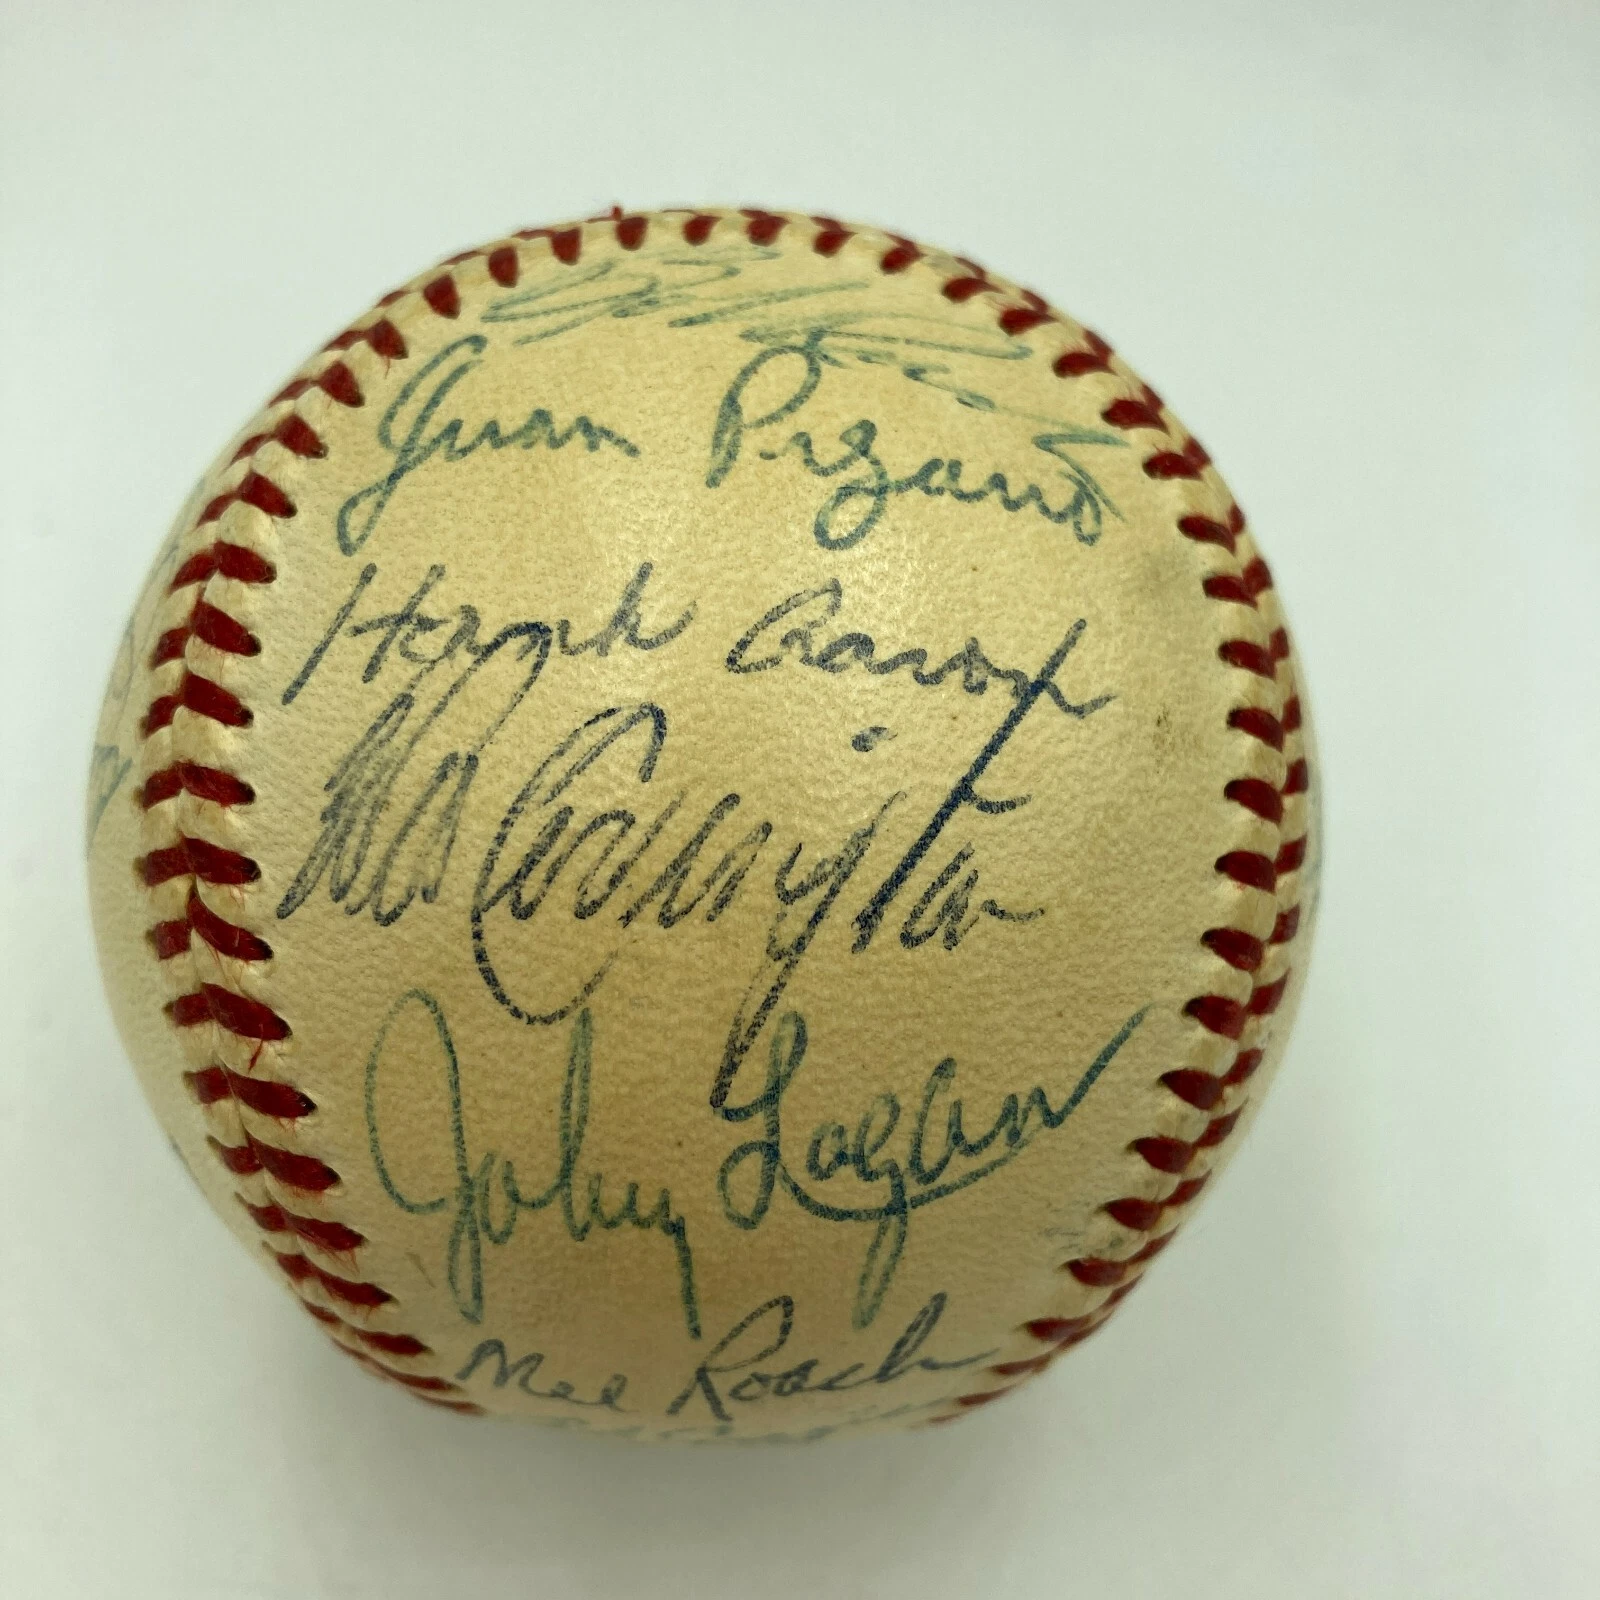 Juan Pizarro
Hank Aaron
Wes Covington
Johnny Logan
Mel Roach